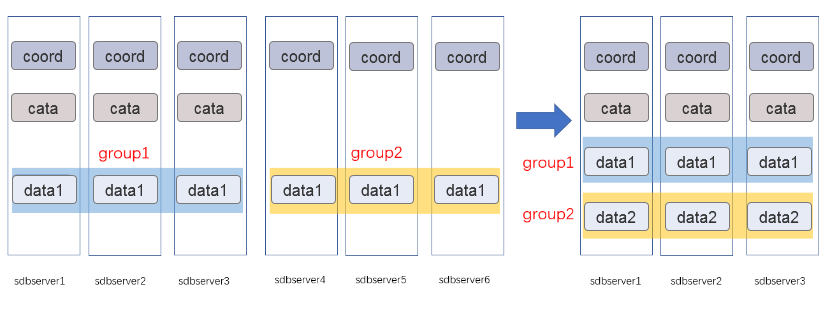 coord coord coord coord coord coord coord coord coord
cata cata cata cata cata cata
group1 group2 group1 data1 data1 data1
data1 data1 data1 data1 data1 data1
group2 data2 data2 data2
sdbserver1 sdbserver2 sdbserver3 sdbserver4 sdbserver5 sdbserver6 sdbserver1 sdbserver2 sdbserver3